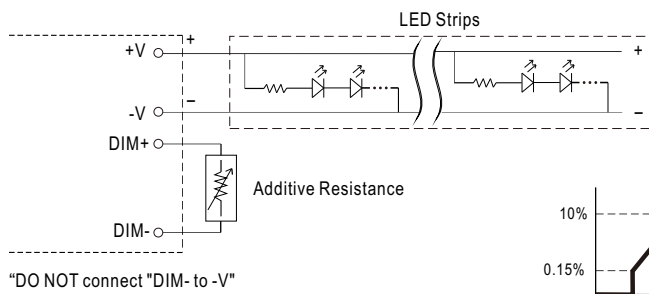 LED Strips
+V
+
+
-V
−
−
DIM+
Additive Resistance
DIM-
10%
0.15%
“DO NOT connect "DIM- to -V"